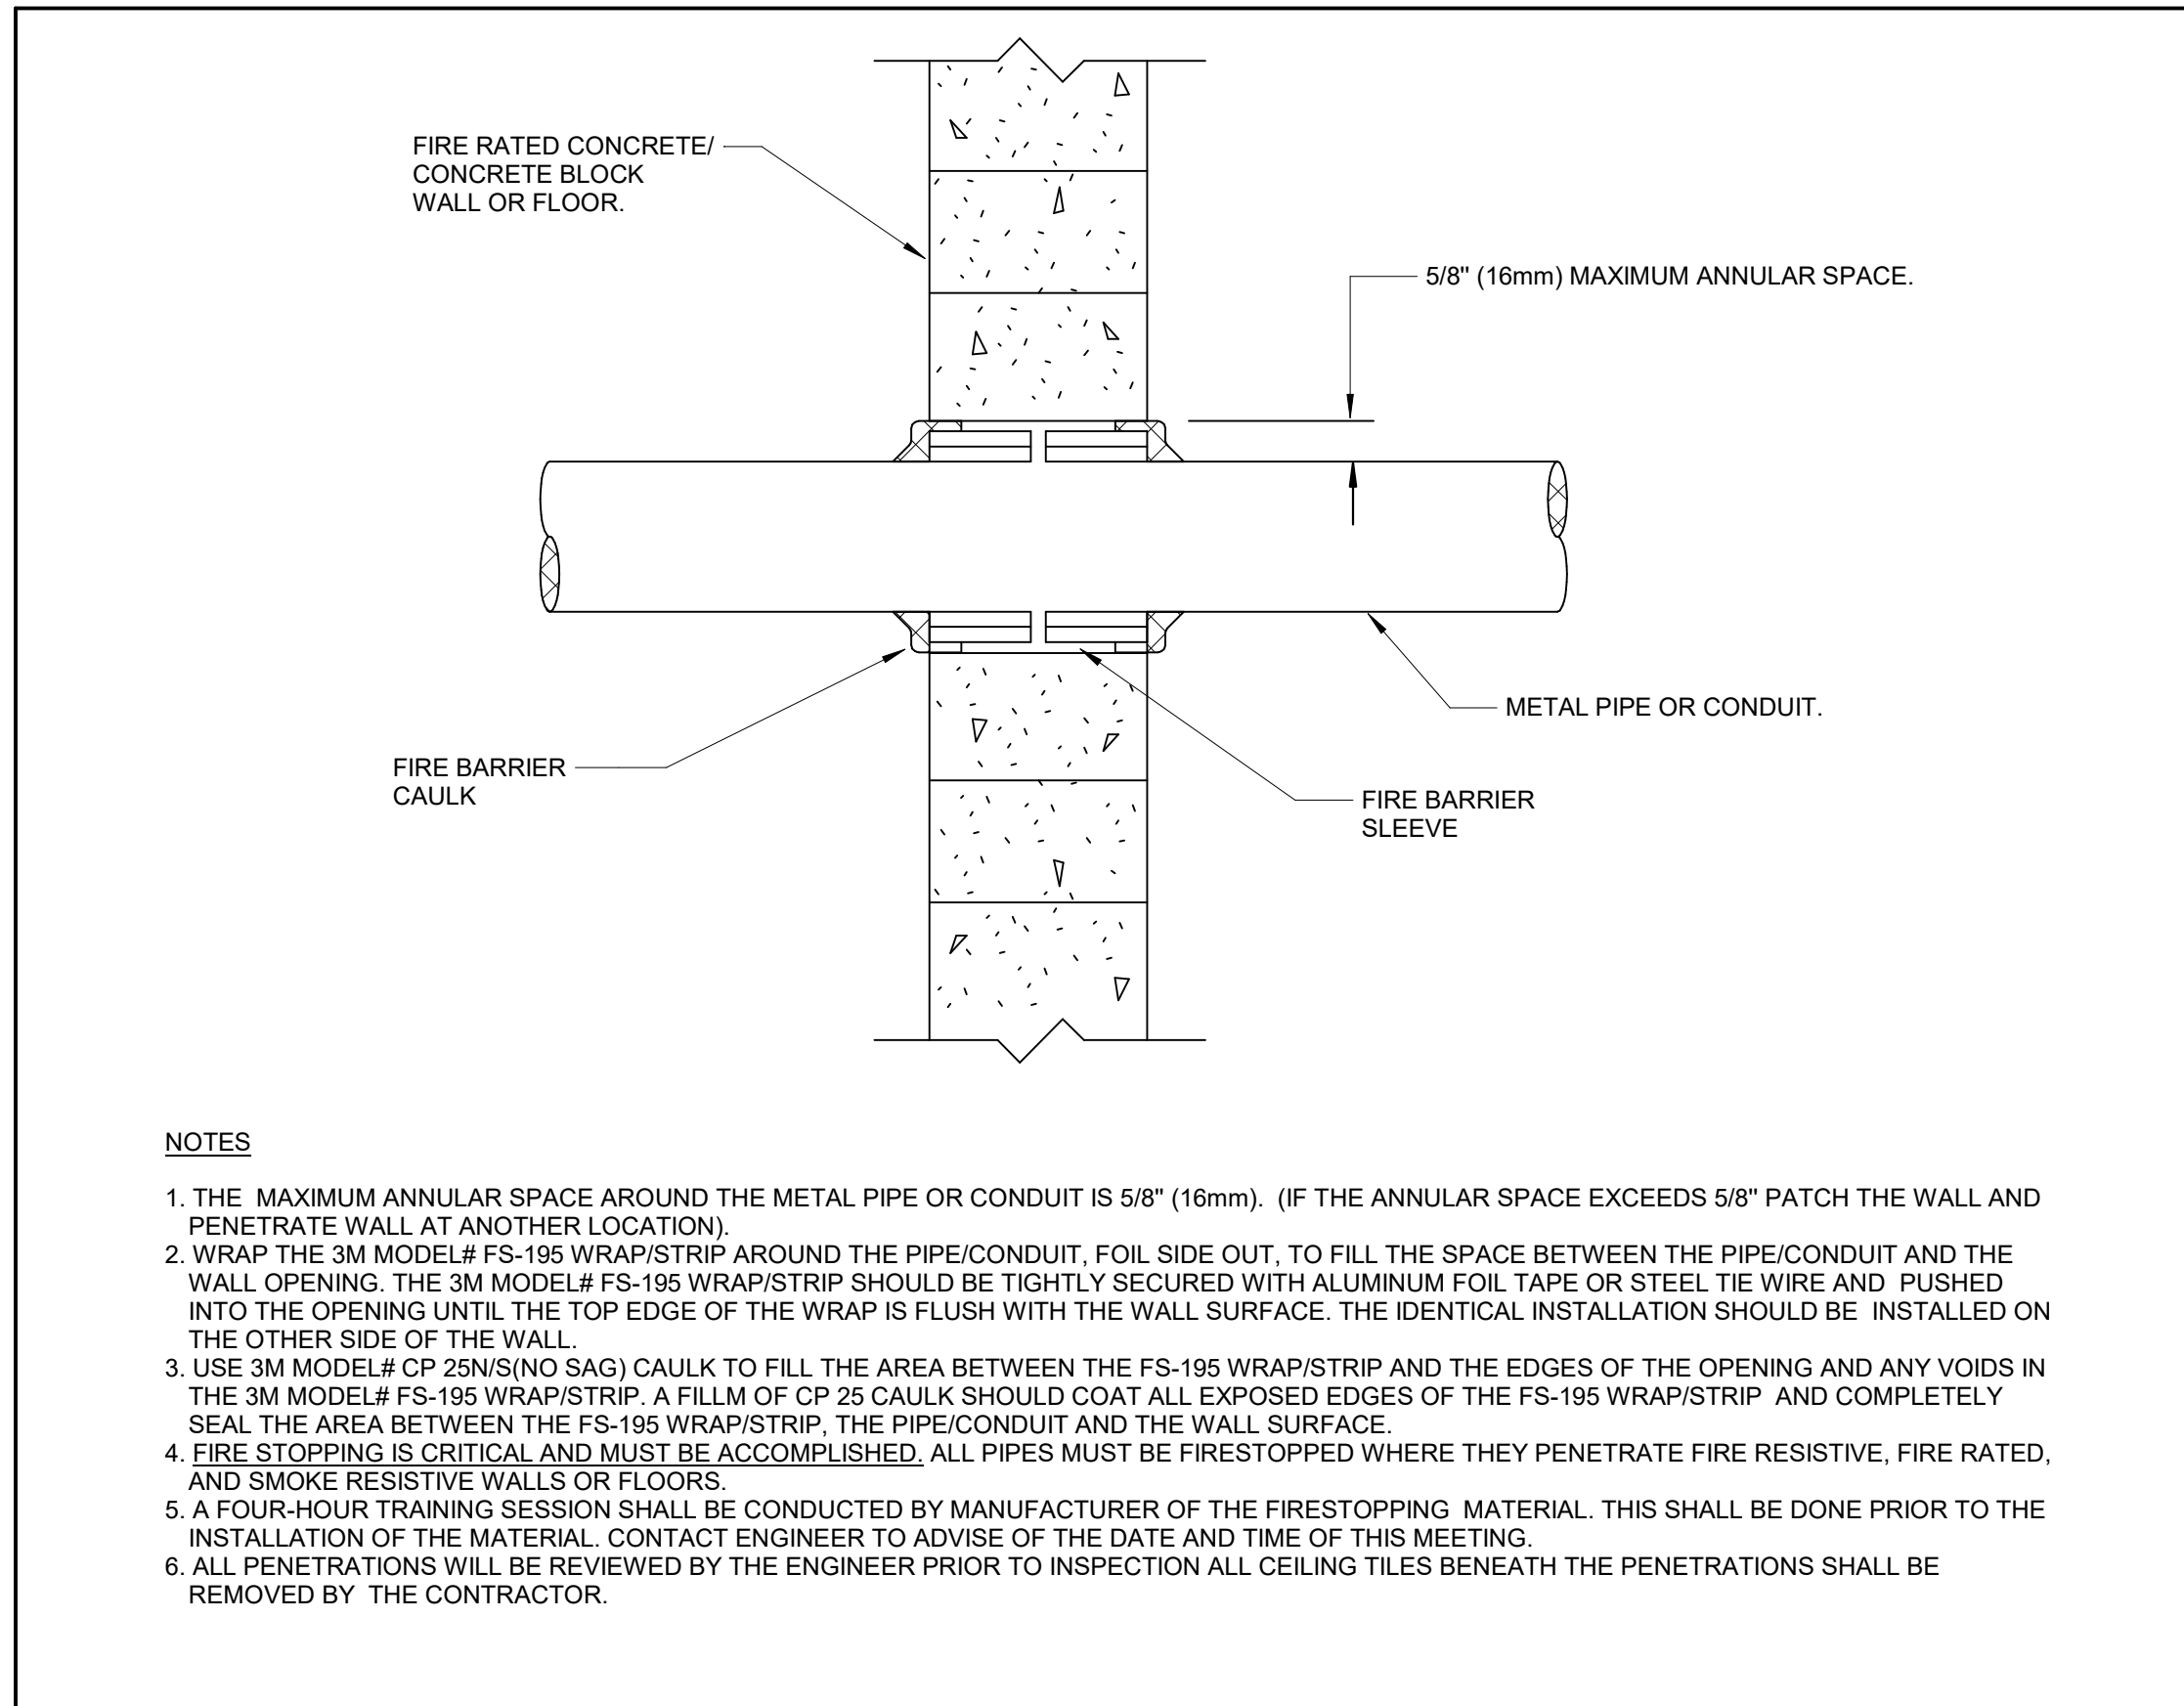 FIRE RATED CONCRETE/
CONCRETE BLOCK
WALL OR FLOOR.
5/8" (16mm) MAXIMUM ANNULAR SPACE.
METAL PIPE OR CONDUIT.
FIRE BARRIER
CAULK
FIRE BARRIER
SLEEVE
NOTES
1. THE MAXIMUM ANNULAR SPACE AROUND THE METAL PIPE OR CONDUIT IS 5/8" (16mm). (IF THE ANNULAR SPACE EXCEEDS 5/8" PATCH THE WALL AND
PENETRATE WALL AT ANOTHER LOCATION).
2. WRAP THE 3M MODEL# FS-195 WRAP/STRIP AROUND THE PIPE/CONDUIT, FOIL SIDE OUT, TO FILL THE SPACE BETWEEN THE PIPE/CONDUIT AND THE
WALL OPENING. THE 3M MODEL# FS-195 WRAP/STRIP SHOULD BE TIGHTLY SECURED WITH ALUMINUM FOIL TAPE OR STEEL TIE WIRE AND PUSHED
INTO THE OPENING UNTIL THE TOP EDGE OF THE WRAP IS FLUSH WITH THE WALL SURFACE. THE IDENTICAL INSTALLATION SHOULD BE INSTALLED ON
THE OTHER SIDE OF THE WALL.
3. USE 3M MODEL# CP 25N/S(NO SAG) CAULK TO FILL THE AREA BETWEEN THE FS-195 WRAP/STRIP AND THE EDGES OF THE OPENING AND ANY VOIDS IN
THE 3M MODEL# FS-195 WRAP/STRIP. A FILLM OF CP 25 CAULK SHOULD COAT ALL EXPOSED EDGES OF THE FS-195 WRAP/STRIP AND COMPLETELY
SEAL THE AREA BETWEEN THE FS-195 WRAP/STRIP, THE PIPE/CONDUIT AND THE WALL SURFACE.
4. FIRE STOPPING IS CRITICAL AND MUST BE ACCOMPLISHED. ALL PIPES MUST BE FIRESTOPPED WHERE THEY PENETRATE FIRE RESISTIVE, FIRE RATED,
AND SMOKE RESISTIVE WALLS OR FLOORS.
5. A FOUR-HOUR TRAINING SESSION SHALL BE CONDUCTED BY MANUFACTURER OF THE FIRESTOPPING MATERIAL. THIS SHALL BE DONE PRIOR TO THE
INSTALLATION OF THE MATERIAL. CONTACT ENGINEER TO ADVISE OF THE DATE AND TIME OF THIS MEETING.
6. ALL PENETRATIONS WILL BE REVIEWED BY THE ENGINEER PRIOR TO INSPECTION ALL CEILING TILES BENEATH THE PENETRATIONS SHALL BE
REMOVED BY THE CONTRACTOR.